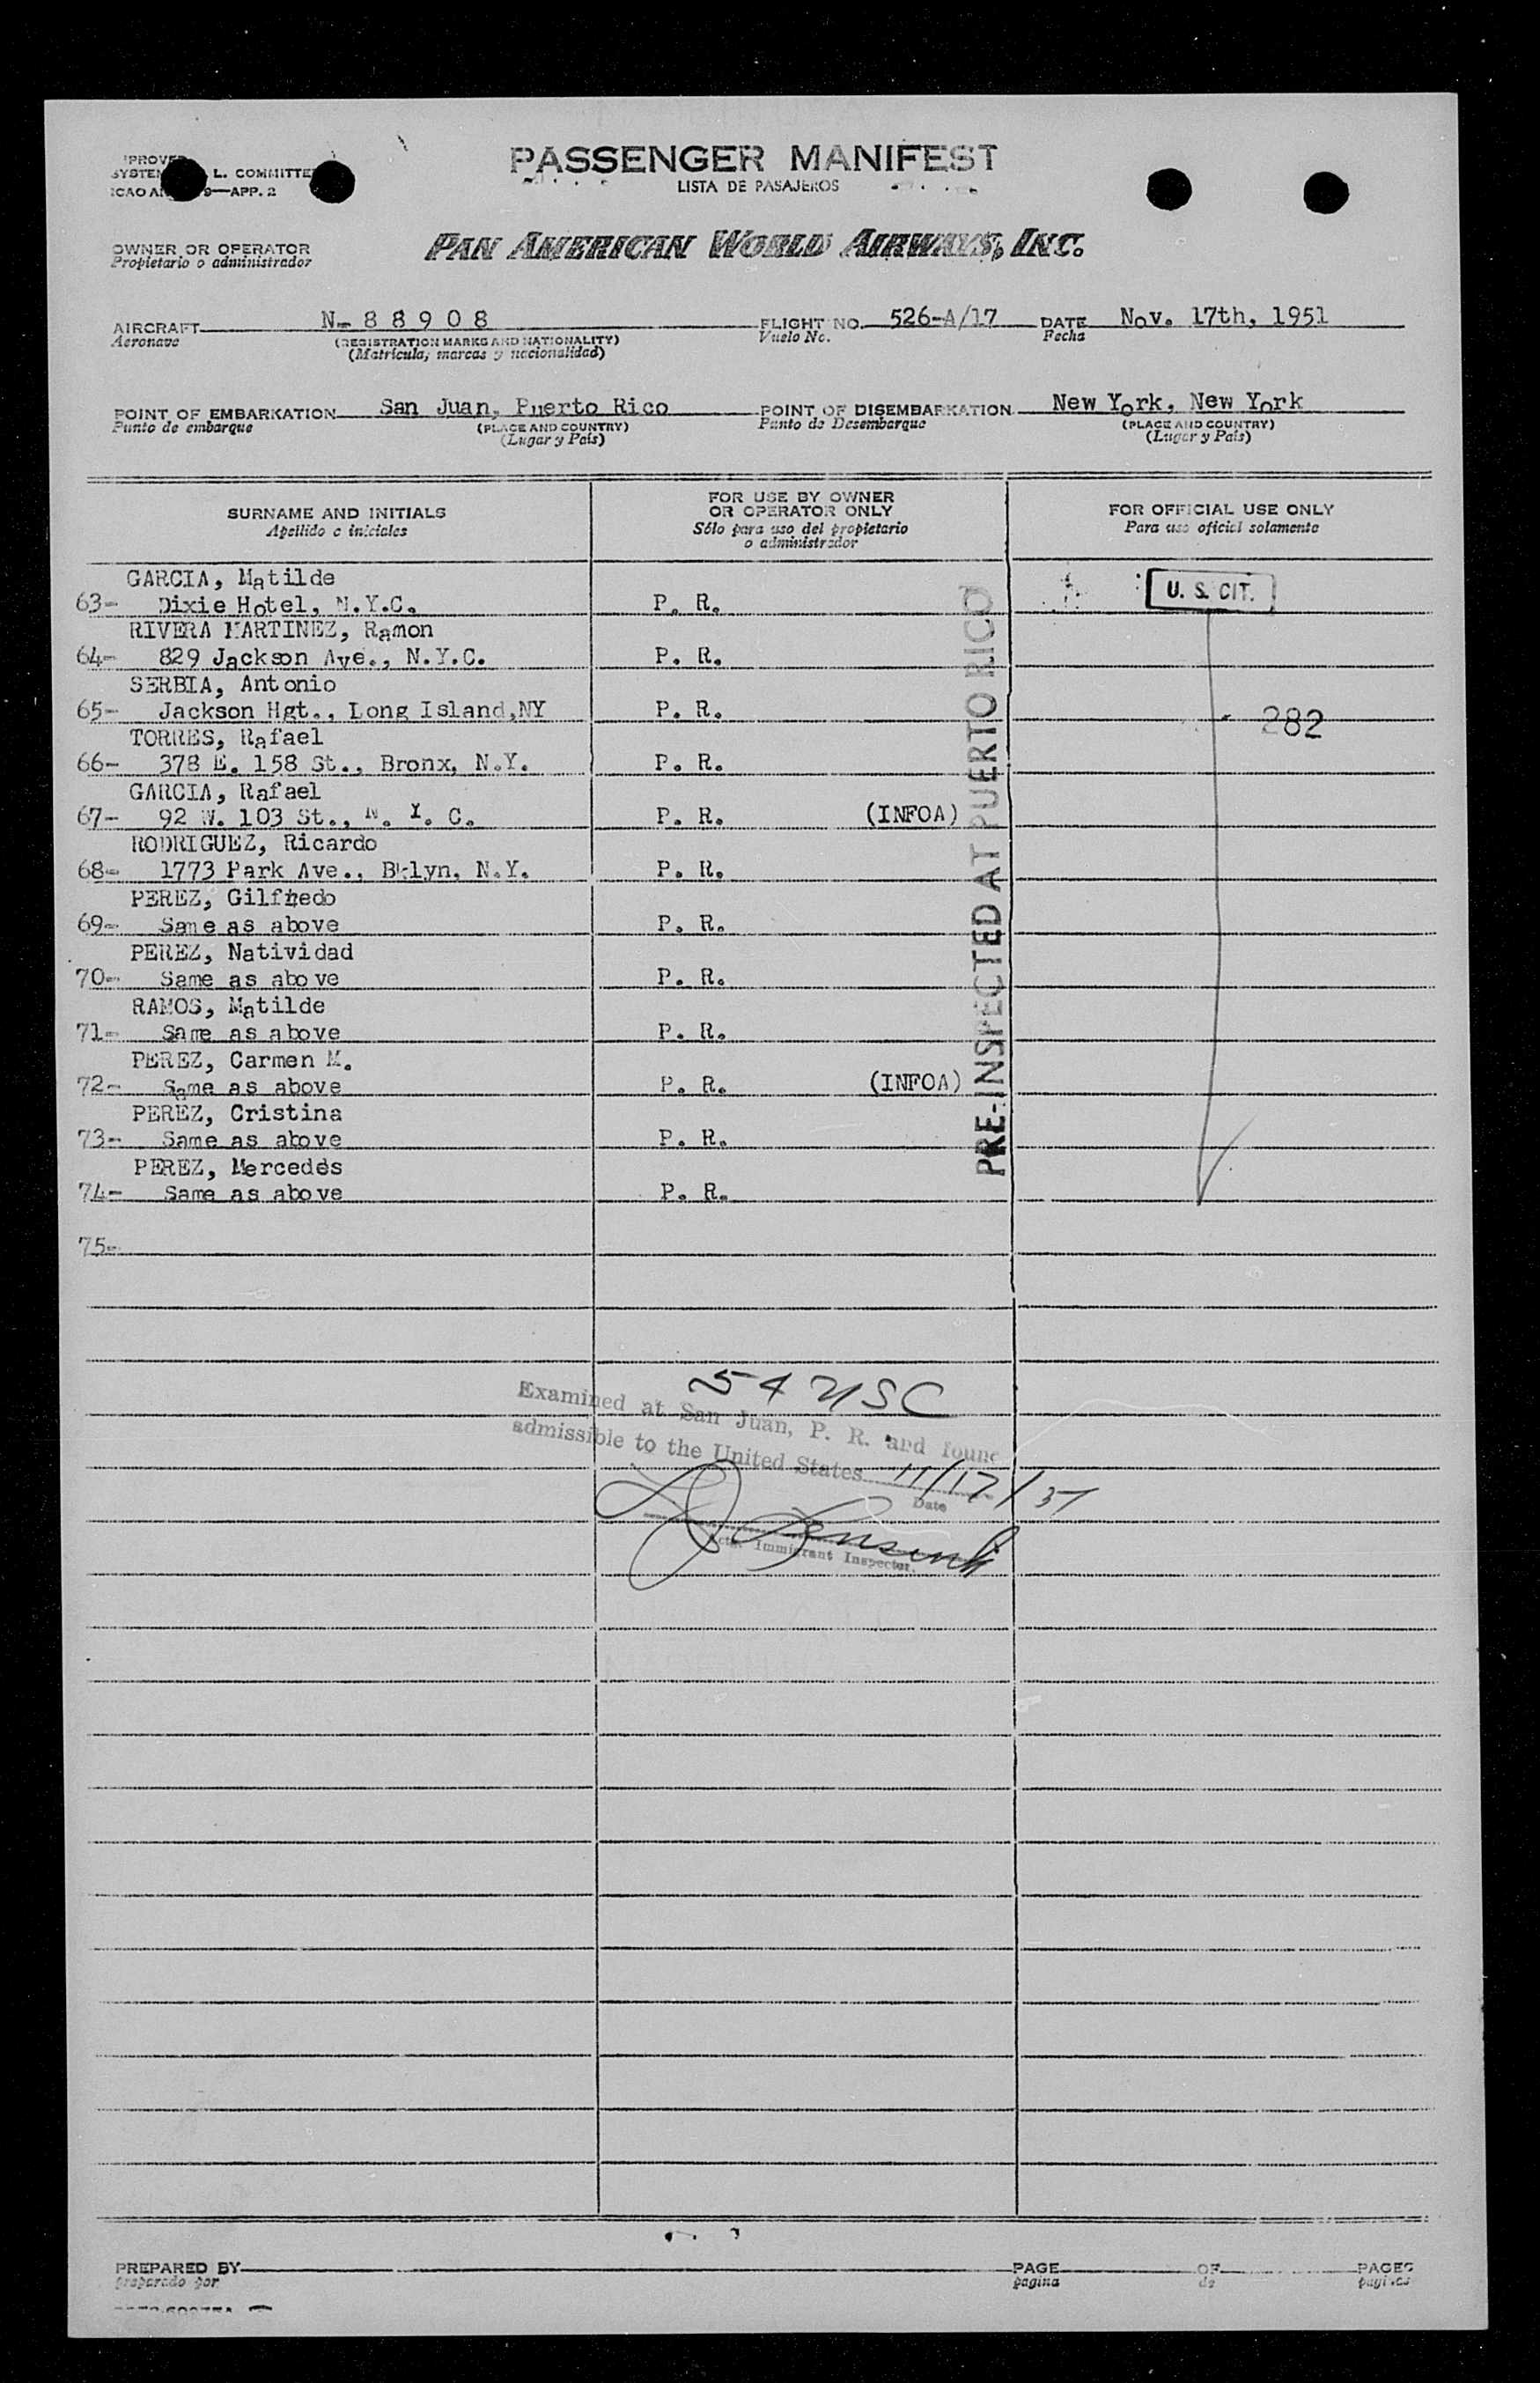 PASSENGER MANIFEST
LISTA DE PASAJEROS
L. COMMITTEE
APP. 2
OWNER OR OPERATOR
Propietario o administrador
PAN AMERICAN WORLD AIRWAYS, INC.
AIRCRAFT N-88908 FLIGHT NO. 526-A/17 DATE Nov. 17th, 1951
Aeronave (REGISTRATION MARKS AND NATIONALITY) Vuelo No. Fecha
(Matrícula, marcas y nacionalidad)
POINT OF EMBARKATION San Juan, Puerto Rico POINT OF DISEMBARKATION New York, New York
Punto de embarque (PLACE AND COUNTRY) Punto de Desembarque (PLACE AND COUNTRY)
(Lugar y País) (Lugar y País)
SURNAME AND INITIALS
Apellido e iniciales
FOR USE BY OWNER
OR OPERATOR ONLY
Sólo para uso del propietario
o administrador
FOR OFFICIAL USE ONLY
Para uso oficial solamente
GARCIA, Matilde
63- Dixie Hotel, N.Y.C. P. R. U. S. CIT.
RIVERA MARTINEZ, Ramon
64- 829 Jackson Ave., N.Y.C. P. R.
SERBIA, Antonio
65- Jackson Hgt., Long Island,NY P. R. 282
TORRES, Rafael
66- 378 E. 158 St., Bronx, N.Y. P. R.
GARCIA, Rafael
67- 92 W. 103 St., N. Y. C. P. R. (INFOA)
RODRIGUEZ, Ricardo
68- 1773 Park Ave., Bklyn, N.Y. P. R.
PEREZ, Gilfredo
69- Same as above P. R.
PEREZ, Natividad
70- Same as above P. R.
RAMOS, Matilde
71- Same as above P. R.
PEREZ, Carmen M.
72- Same as above P. R. (INFOA)
PEREZ, Cristina
73- Same as above P. R.
PEREZ, Mercedes
74- Same as above P. R.
75-
PRE-INSPECTED AT PUERTO RICO
54 USC
Examined at San Juan, P. R. and found
admissible to the United States 11/17/51
Date
Immigrant Inspector.
PREPARED BY PAGE OF PAGES
preparado por pagina de paginas